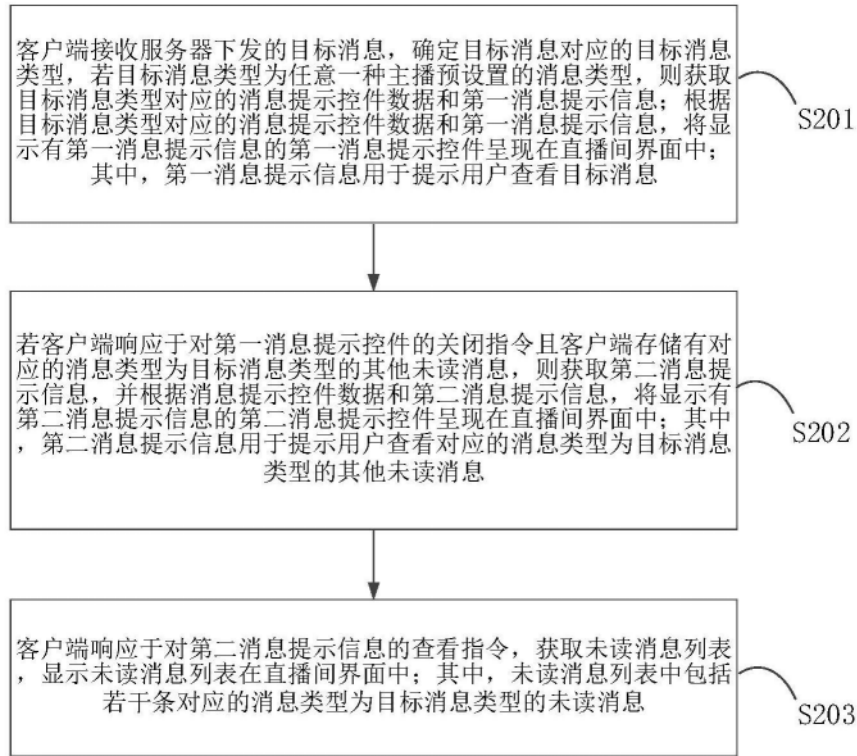 客户端接收服务器下发的目标消息，确定目标消息对应的目标消息
类型，若目标消息类型为任意一种主播预设置的消息类型，则获取
目标消息类型对应的消息提示控件数据和第一消息提示信息；根据
目标消息类型对应的消息提示控件数据和第一消息提示信息，将显
示有第一消息提示信息的第一消息提示控件呈现在直播间界面中；
其中，第一消息提示信息用于提示用户查看目标消息
S201
若客户端响应于对第一消息提示控件的关闭指令且客户端存储有对
应的消息类型为目标消息类型的其他未读消息，则获取第二消息提
示信息，并根据消息提示控件数据和第二消息提示信息，将显示有
第二消息提示信息的第二消息提示控件呈现在直播间界面中；其中
，第二消息提示信息用于提示用户查看对应的消息类型为目标消息
类型的其他未读消息
S202
客户端响应于对第二消息提示信息的查看指令，获取未读消息列表
，显示未读消息列表在直播间界面中；其中，未读消息列表中包括
若干条对应的消息类型为目标消息类型的未读消息
S203